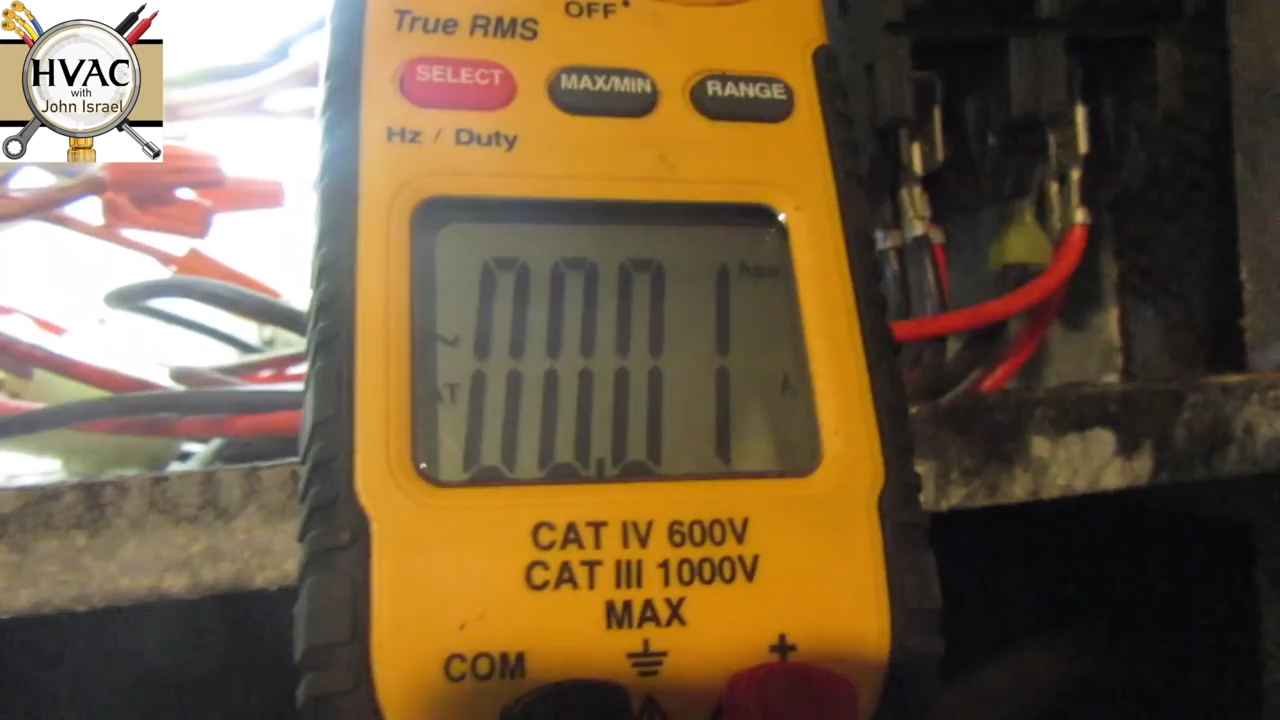 HVAC
with
John Israel
OFF
True RMS
SELECT
MAX/MIN
RANGE
Hz / Duty
00.01
A
CAT IV 600V
CAT III 1000V
MAX
COM
+